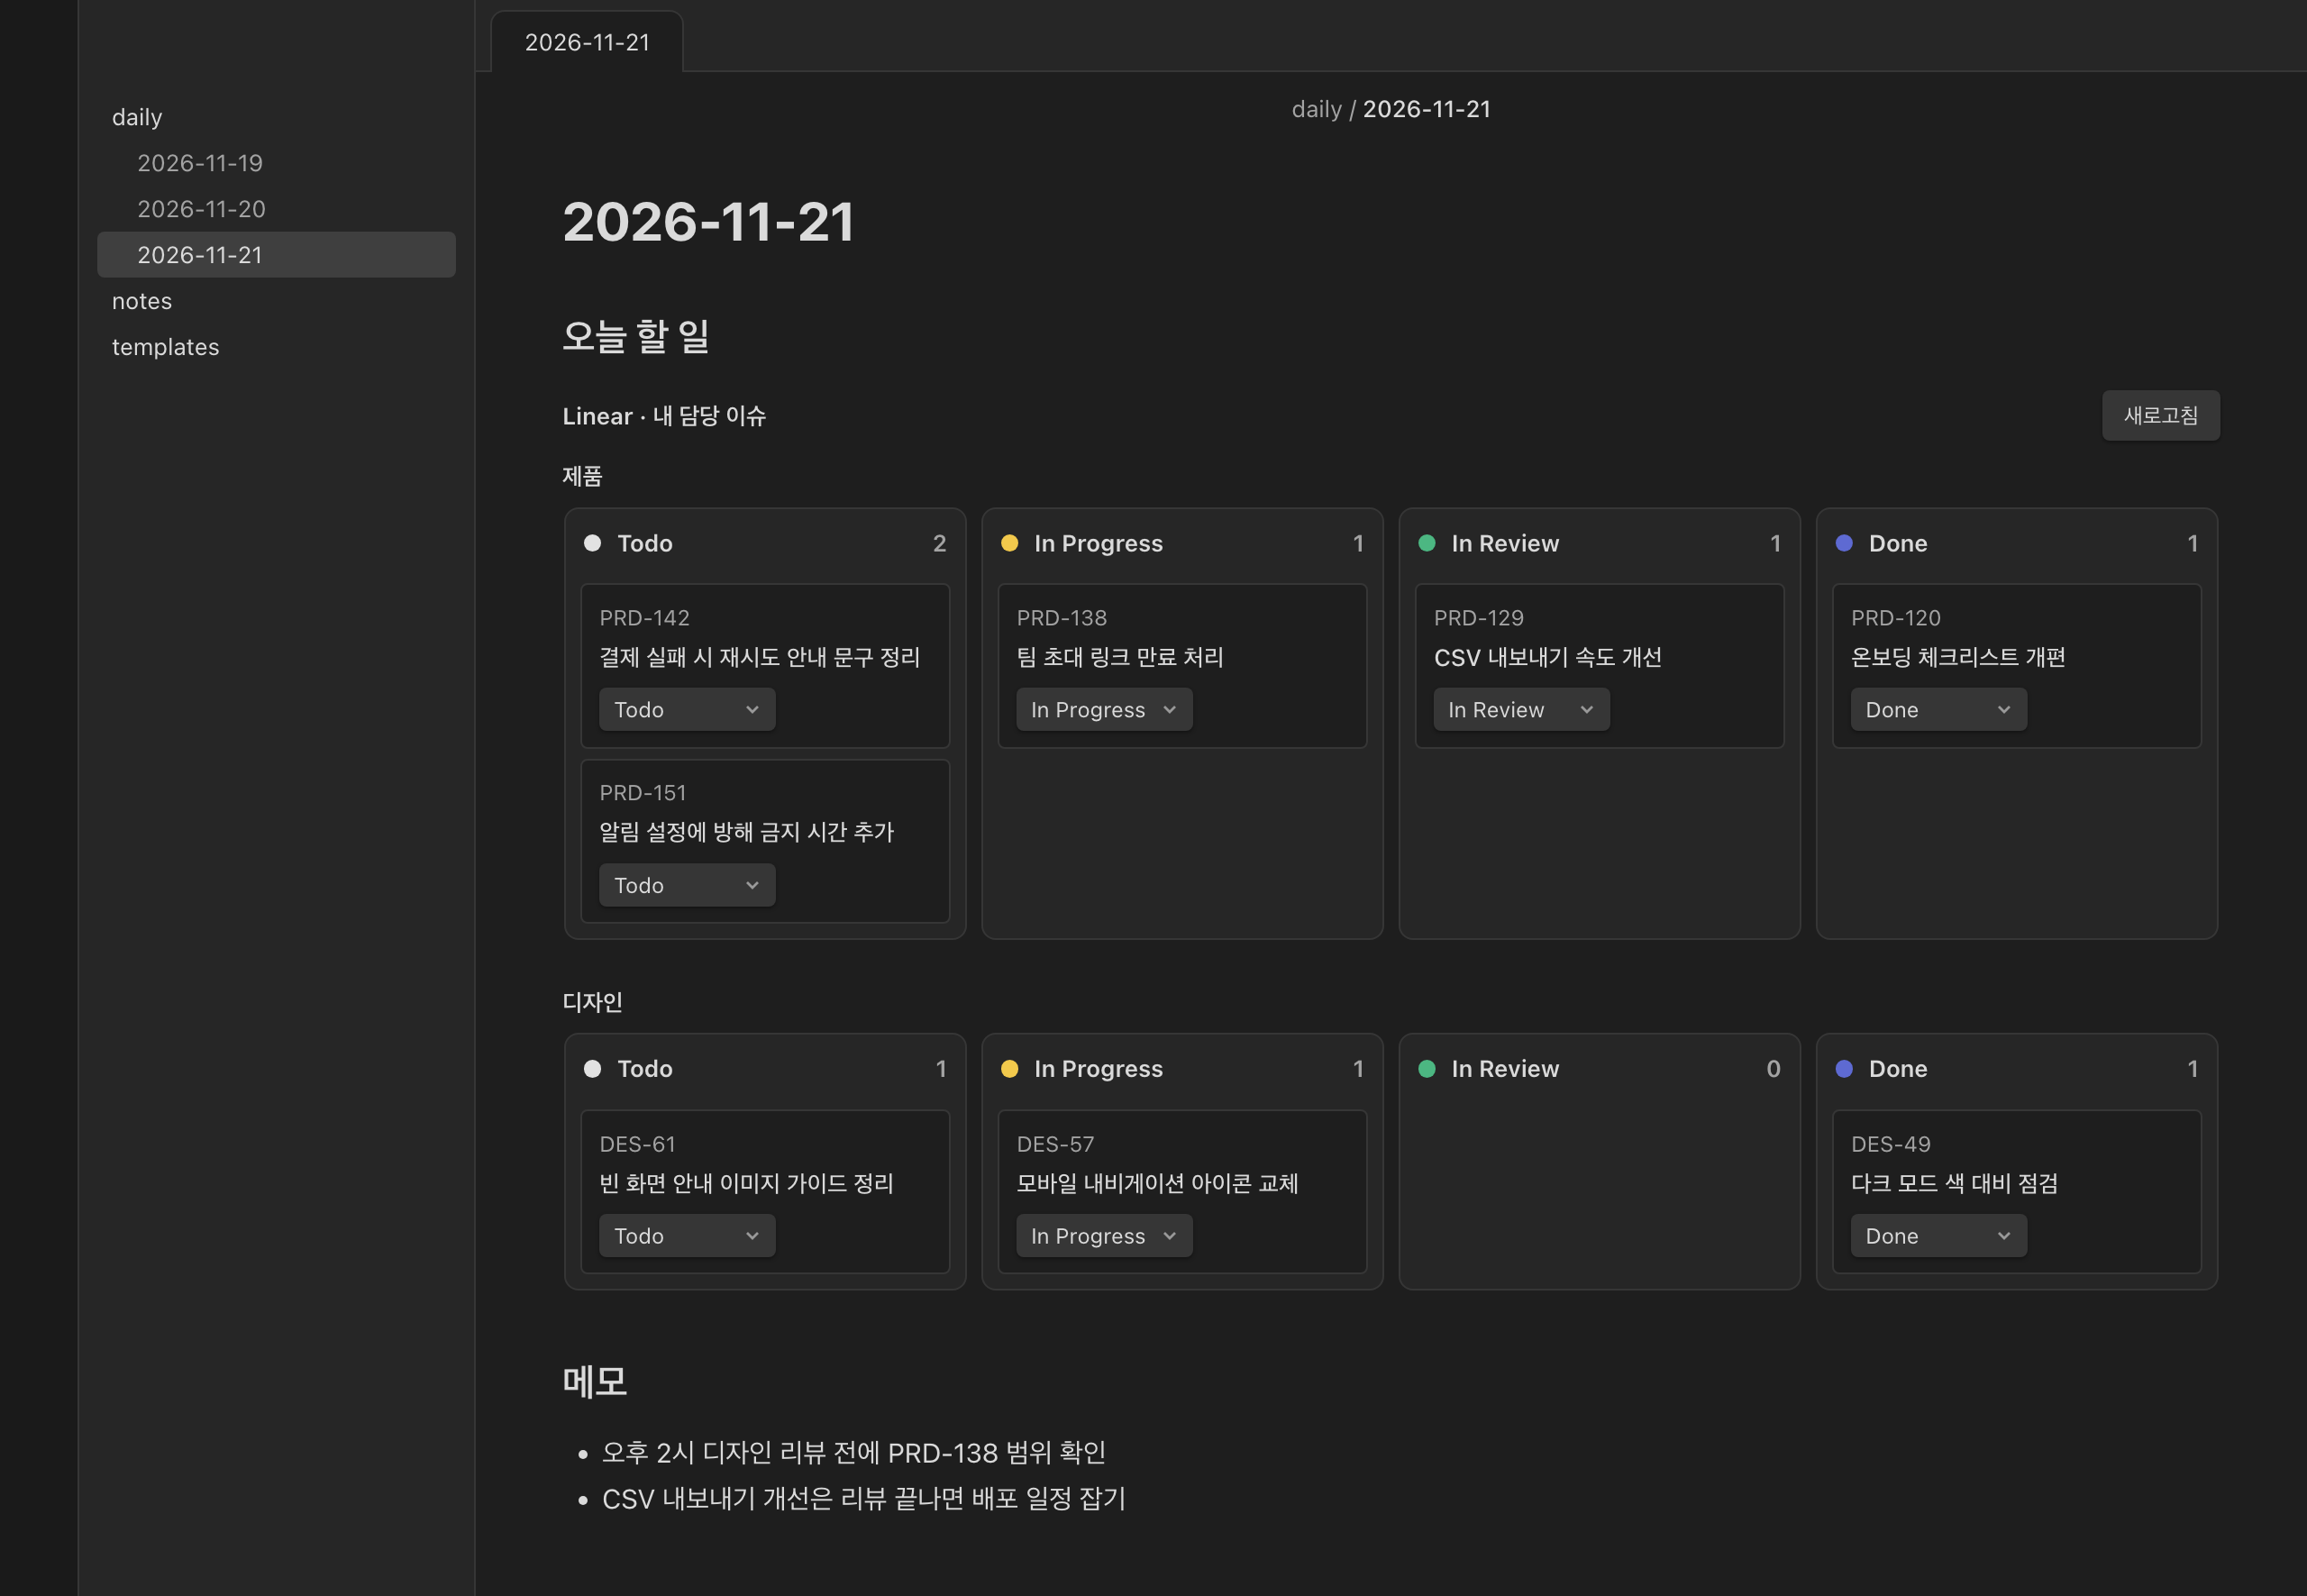 2026-11-21
daily
2026-11-19
2026-11-20
2026-11-21
notes
templates
daily / 2026-11-21
2026-11-21
오늘 할 일
Linear · 내 담당 이슈
새로고침
제품
Todo 2
PRD-142
결제 실패 시 재시도 안내 문구 정리
Todo
PRD-151
알림 설정에 방해 금지 시간 추가
Todo
In Progress 1
PRD-138
팀 초대 링크 만료 처리
In Progress
In Review 1
PRD-129
CSV 내보내기 속도 개선
In Review
Done 1
PRD-120
온보딩 체크리스트 개편
Done
디자인
Todo 1
DES-61
빈 화면 안내 이미지 가이드 정리
Todo
In Progress 1
DES-57
모바일 내비게이션 아이콘 교체
In Progress
In Review 0
Done 1
DES-49
다크 모드 색 대비 점검
Done
메모
• 오후 2시 디자인 리뷰 전에 PRD-138 범위 확인
• CSV 내보내기 개선은 리뷰 끝나면 배포 일정 잡기